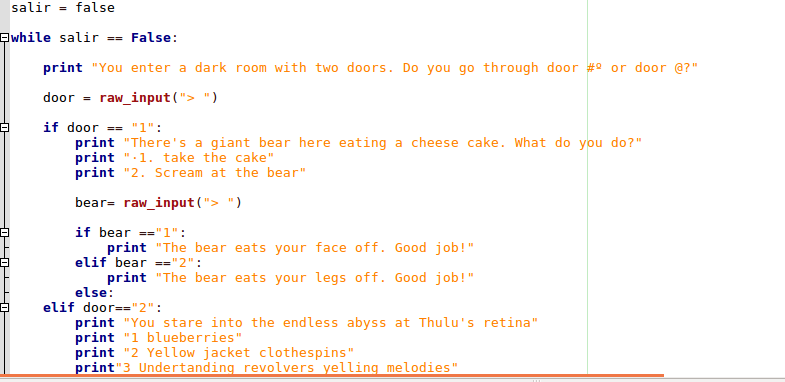 salir = false
while salir == False:
print "You enter a dark room with two doors. Do you go through door #º or door @?"
door = raw_input("> ")
if door == "1":
print "There's a giant bear here eating a cheese cake. What do you do?"
print "·1. take the cake"
print "2. Scream at the bear"
bear= raw_input("> ")
if bear =="1":
print "The bear eats your face off. Good job!"
elif bear =="2":
print "The bear eats your legs off. Good job!"
else:
elif door=="2":
print "You stare into the endless abyss at Thulu's retina"
print "1 blueberries"
print "2 Yellow jacket clothespins"
print"3 Undertanding revolvers yelling melodies"